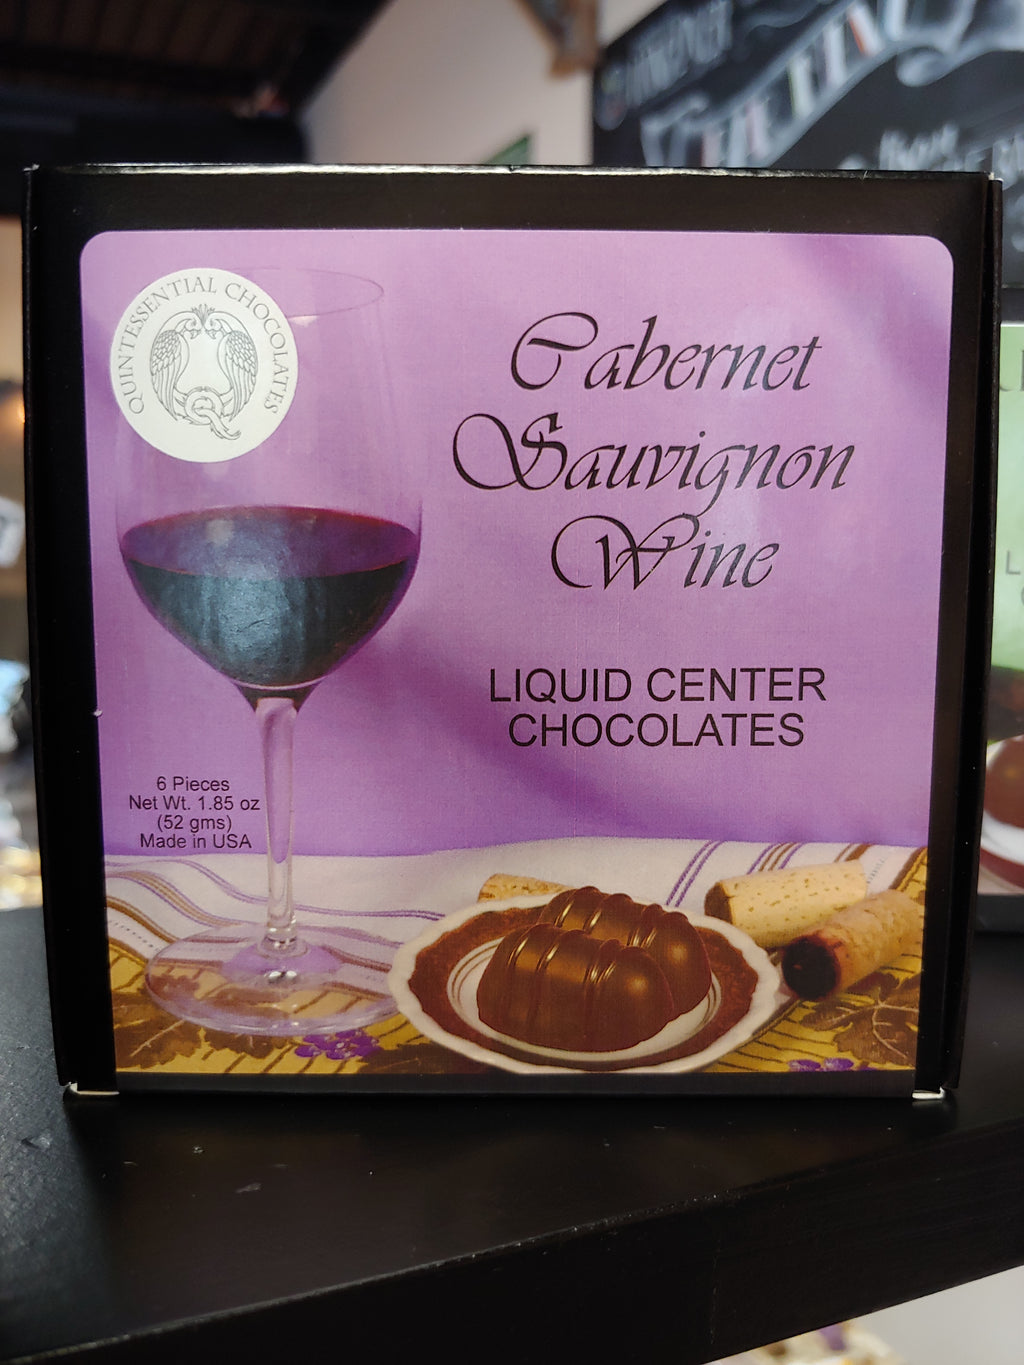 QUINTESSENTIAL CHOCOLATES
Cabernet
Sauvignon
Wine
LIQUID CENTER
CHOCOLATES
6 Pieces
Net Wt. 1.85 oz
(52 gms)
Made in USA